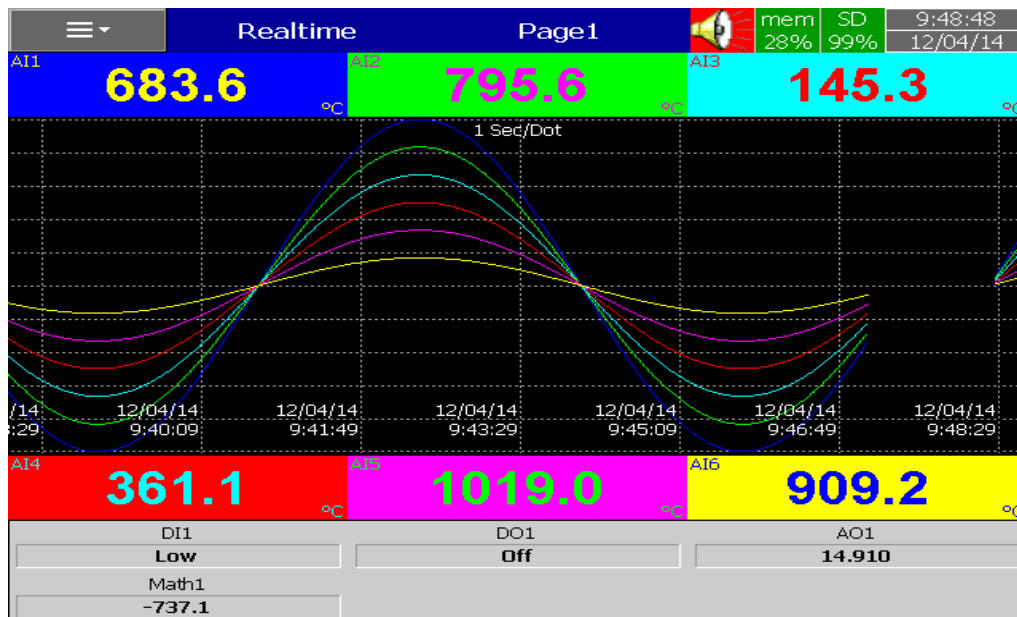 Realtime Page1 mem SD 9:48:48
28% 99% 12/04/14
AI1 683.6 °C AI2 795.6 °C AI3 145.3 °C
1 Sec/Dot
/14 12/04/14 12/04/14 12/04/14 12/04/14 12/04/14 12/04/14
:29 9:40:09 9:41:49 9:43:29 9:45:09 9:46:49 9:48:29
AI4 361.1 °C AI5 1019.0 °C AI6 909.2 °C
DI1 DO1 AO1
Low Off 14.910
Math1
-737.1